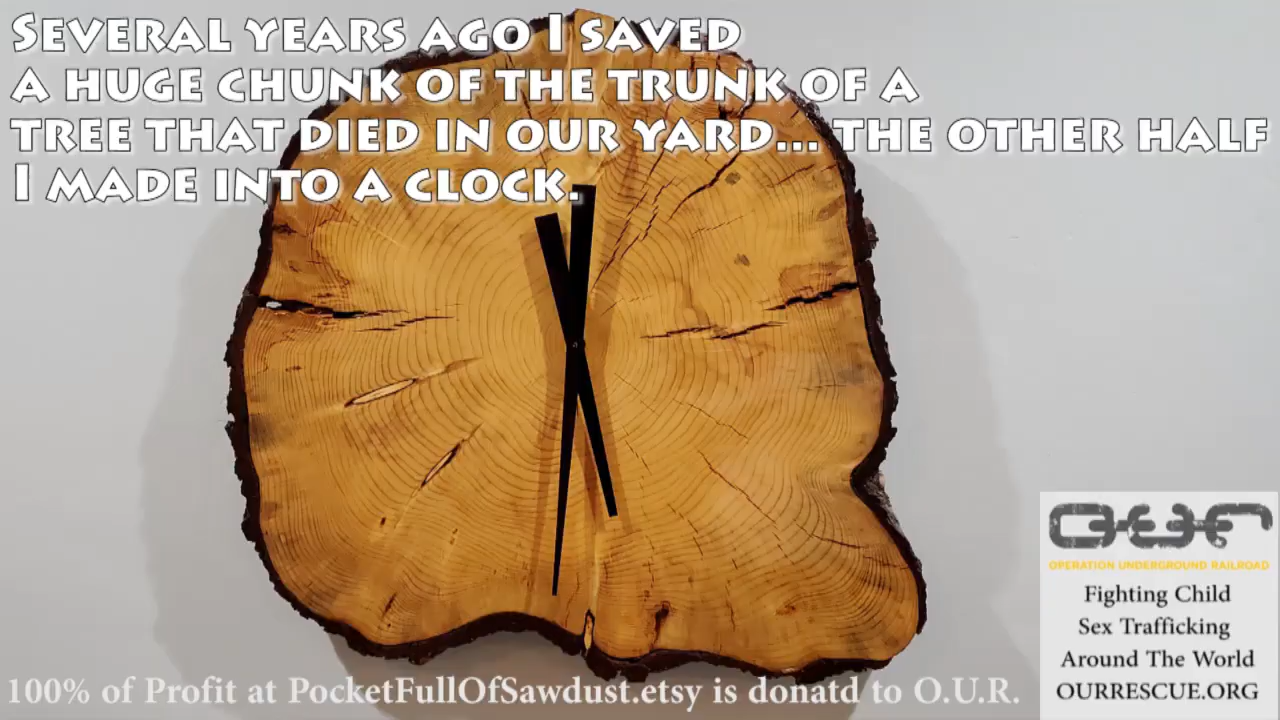 SEVERAL YEARS AGO I SAVED
A HUGE CHUNK OF THE TRUNK OF A
TREE THAT DIED IN OUR YARD... THE OTHER HALF
I MADE INTO A CLOCK.
OPERATION UNDERGROUND RAILROAD
Fighting Child
Sex Trafficking
Around The World
OURRESCUE.ORG
100% of Profit at PocketFullOfSawdust.etsy is donatd to O.U.R.